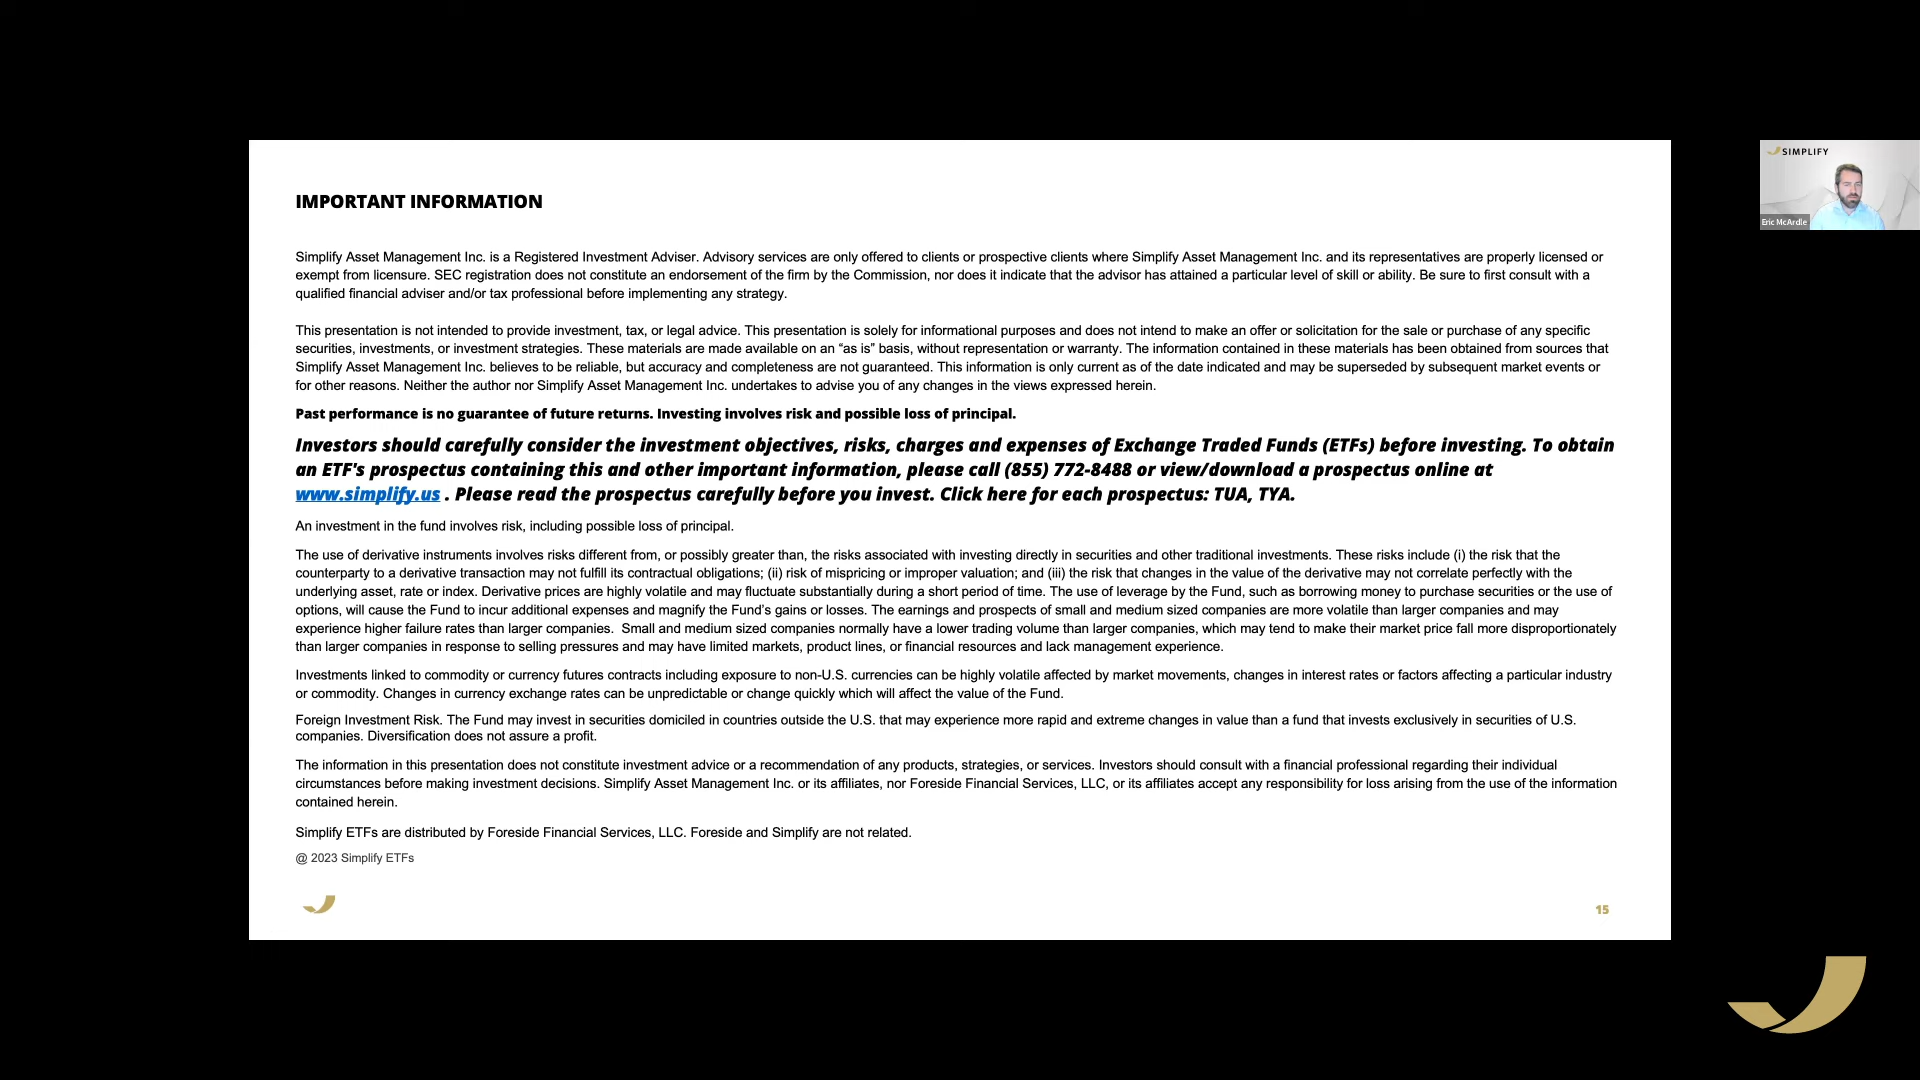 IMPORTANT INFORMATION
Simplify Asset Management Inc. is a Registered Investment Adviser. Advisory services are only offered to clients or prospective clients where Simplify Asset Management Inc. and its representatives are properly licensed or
exempt from licensure. SEC registration does not constitute an endorsement of the firm by the Commission, nor does it indicate that the advisor has attained a particular level of skill or ability. Be sure to first consult with a
qualified financial adviser and/or tax professional before implementing any strategy.
This presentation is not intended to provide investment, tax, or legal advice. This presentation is solely for informational purposes and does not intend to make an offer or solicitation for the sale or purchase of any specific
securities, investments, or investment strategies. These materials are made available on an “as is” basis, without representation or warranty. The information contained in these materials has been obtained from sources that
Simplify Asset Management Inc. believes to be reliable, but accuracy and completeness are not guaranteed. This information is only current as of the date indicated and may be superseded by subsequent market events or
for other reasons. Neither the author nor Simplify Asset Management Inc. undertakes to advise you of any changes in the views expressed herein.
Past performance is no guarantee of future returns. Investing involves risk and possible loss of principal.
Investors should carefully consider the investment objectives, risks, charges and expenses of Exchange Traded Funds (ETFs) before investing. To obtain
an ETF's prospectus containing this and other important information, please call (855) 772-8488 or view/download a prospectus online at
www.simplify.us . Please read the prospectus carefully before you invest. Click here for each prospectus: TUA, TYA.
An investment in the fund involves risk, including possible loss of principal.
The use of derivative instruments involves risks different from, or possibly greater than, the risks associated with investing directly in securities and other traditional investments. These risks include (i) the risk that the
counterparty to a derivative transaction may not fulfill its contractual obligations; (ii) risk of mispricing or improper valuation; and (iii) the risk that changes in the value of the derivative may not correlate perfectly with the
underlying asset, rate or index. Derivative prices are highly volatile and may fluctuate substantially during a short period of time. The use of leverage by the Fund, such as borrowing money to purchase securities or the use of
options, will cause the Fund to incur additional expenses and magnify the Fund’s gains or losses. The earnings and prospects of small and medium sized companies are more volatile than larger companies and may
experience higher failure rates than larger companies.  Small and medium sized companies normally have a lower trading volume than larger companies, which may tend to make their market price fall more disproportionately
than larger companies in response to selling pressures and may have limited markets, product lines, or financial resources and lack management experience.
Investments linked to commodity or currency futures contracts including exposure to non-U.S. currencies can be highly volatile affected by market movements, changes in interest rates or factors affecting a particular industry
or commodity. Changes in currency exchange rates can be unpredictable or change quickly which will affect the value of the Fund.
Foreign Investment Risk. The Fund may invest in securities domiciled in countries outside the U.S. that may experience more rapid and extreme changes in value than a fund that invests exclusively in securities of U.S.
companies. Diversification does not assure a profit.
The information in this presentation does not constitute investment advice or a recommendation of any products, strategies, or services. Investors should consult with a financial professional regarding their individual
circumstances before making investment decisions. Simplify Asset Management Inc. or its affiliates, nor Foreside Financial Services, LLC, or its affiliates accept any responsibility for loss arising from the use of the information
contained herein.
Simplify ETFs are distributed by Foreside Financial Services, LLC. Foreside and Simplify are not related.
@ 2023 Simplify ETFs
15
SIMPLIFY
Eric McArdle